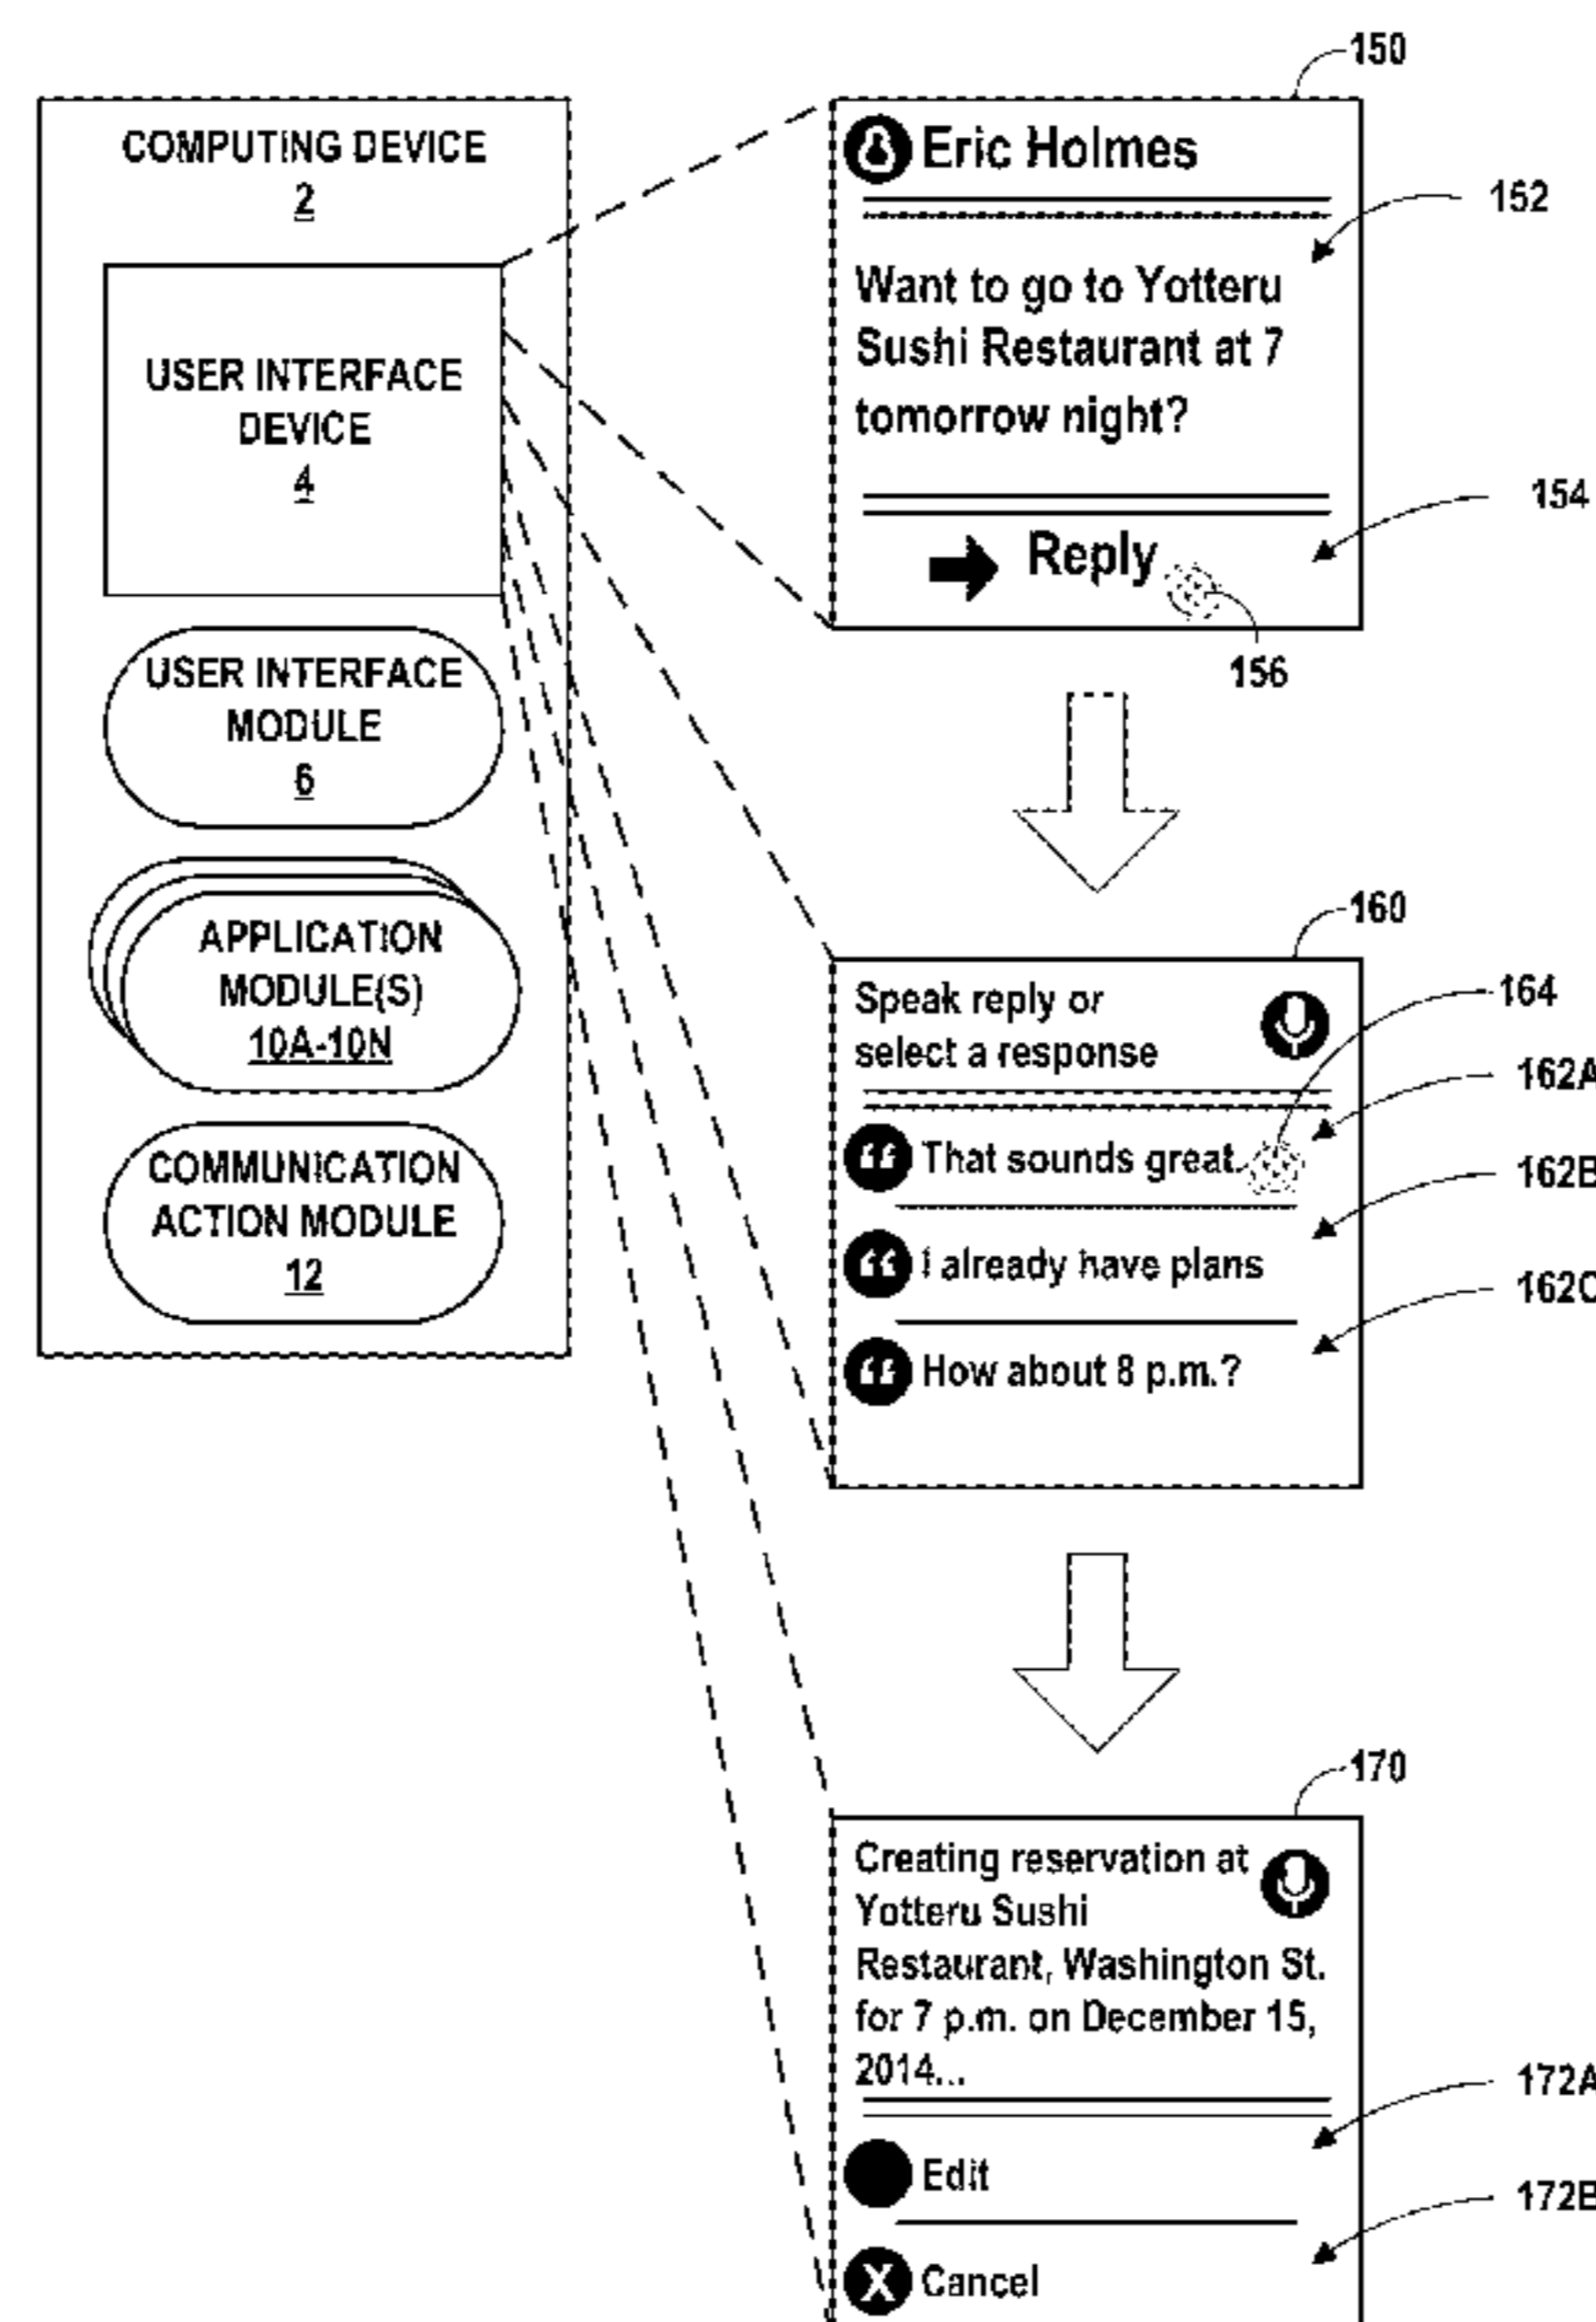 COMPUTING DEVICE
2
USER INTERFACE
DEVICE
4
USER INTERFACE
MODULE
6
APPLICATION
MODULE(S)
10A-10N
COMMUNICATION
ACTION MODULE
12
150
Eric Holmes
152
Want to go to Yotteru
Sushi Restaurant at 7
tomorrow night?
154
Reply
156
160
Speak reply or
select a response
164
162A
That sounds great.
162B
I already have plans
162C
How about 8 p.m.?
170
Creating reservation at
Yotteru Sushi
Restaurant, Washington St.
for 7 p.m. on December 15,
2014...
172A
Edit
172B
X Cancel